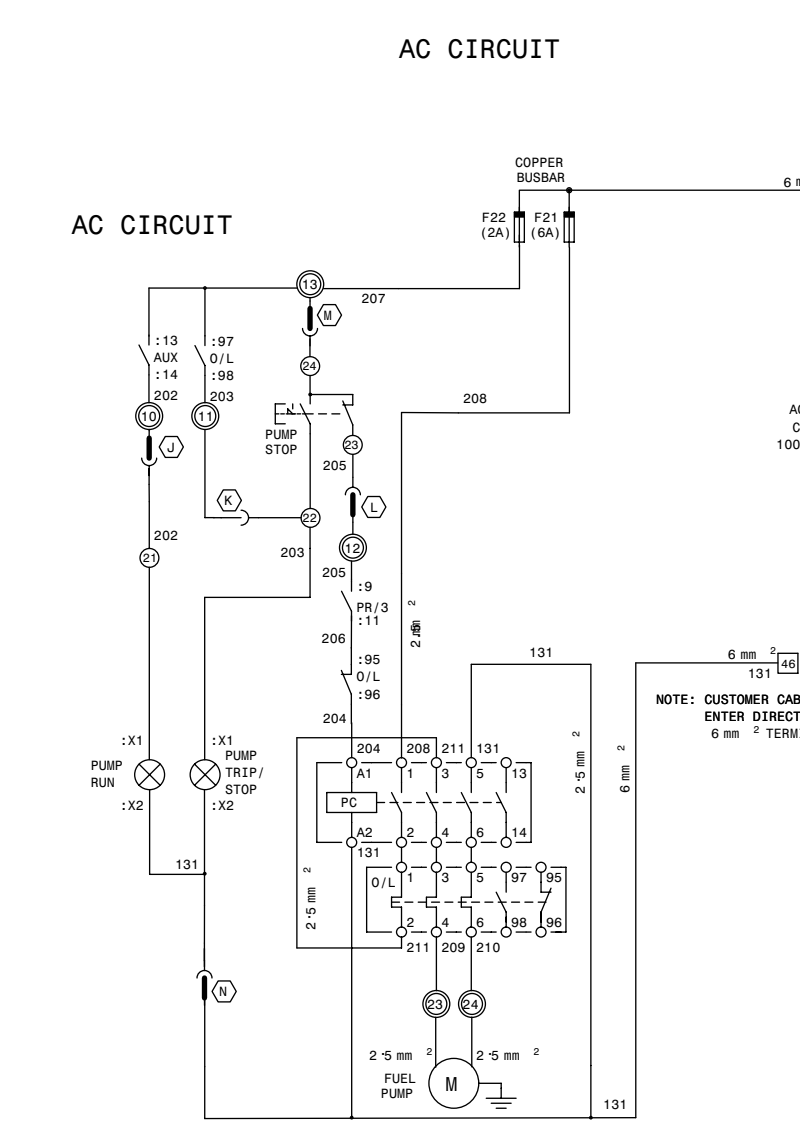 AC CIRCUIT
COPPER
BUSBAR
6 m
AC CIRCUIT
F22
(2A)
F21
(6A)
13
207
M
:13
AUX
:14
:97
O/L
:98
24
202
203
208
10
11
PUMP
STOP
23
J
205
AC
C
100
K
L
22
202
203
12
21
205
:9
PR/3
:11
2
206
:95
O/L
:96
131
6 mm 2
131
46
NOTE: CUSTOMER CAB
ENTER DIRECT
6 mm 2 TERMI
204
:X1
PUMP
RUN
:X2
:X1
PUMP
TRIP/
STOP
:X2
204
208
211
131
A1
1
3
5
13
PC
2·5 mm 2
6 mm 2
A2
2
4
6
14
131
131
2·5 mm 2
O/L
1
3
5
97
95
2
4
6
98
96
211
209
210
N
23
24
2·5 mm 2
2·5 mm 2
FUEL
PUMP
M
131